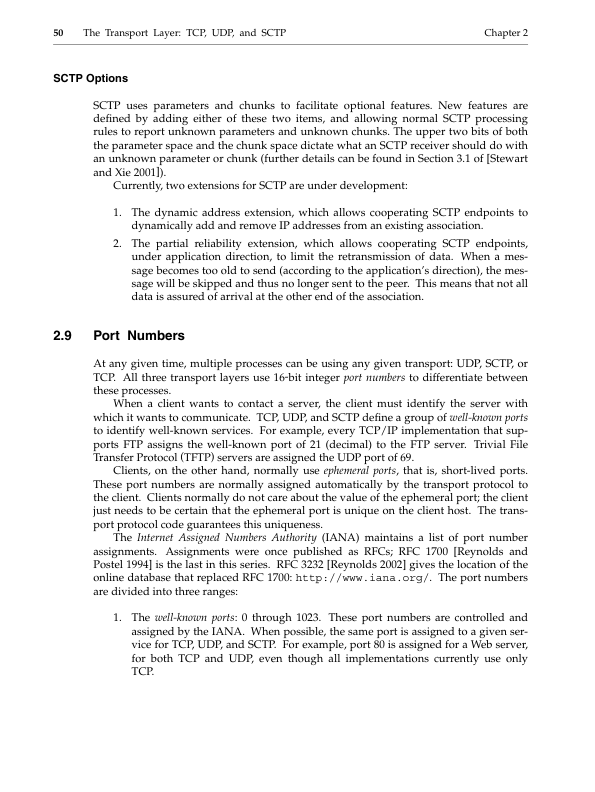 50 The Transport Layer: TCP, UDP, and SCTP Chapter 2
SCTP Options
SCTP uses parameters and chunks to facilitate optional features. New features are
defined by adding either of these two items, and allowing normal SCTP processing
rules to report unknown parameters and unknown chunks. The upper two bits of both
the parameter space and the chunk space dictate what an SCTP receiver should do with
an unknown parameter or chunk (further details can be found in Section 3.1 of [Stewart
and Xie 2001]).
Currently, two extensions for SCTP are under development:
1. The dynamic address extension, which allows cooperating SCTP endpoints to
dynamically add and remove IP addresses from an existing association.
2. The partial reliability extension, which allows cooperating SCTP endpoints,
under application direction, to limit the retransmission of data. When a mes-
sage becomes too old to send (according to the application's direction), the mes-
sage will be skipped and thus no longer sent to the peer. This means that not all
data is assured of arrival at the other end of the association.
2.9 Port Numbers
At any given time, multiple processes can be using any given transport: UDP, SCTP, or
TCP. All three transport layers use 16-bit integer port numbers to differentiate between
these processes.
When a client wants to contact a server, the client must identify the server with
which it wants to communicate. TCP, UDP, and SCTP define a group of well-known ports
to identify well-known services. For example, every TCP/IP implementation that sup-
ports FTP assigns the well-known port of 21 (decimal) to the FTP server. Trivial File
Transfer Protocol (TFTP) servers are assigned the UDP port of 69.
Clients, on the other hand, normally use ephemeral ports, that is, short-lived ports.
These port numbers are normally assigned automatically by the transport protocol to
the client. Clients normally do not care about the value of the ephemeral port; the client
just needs to be certain that the ephemeral port is unique on the client host. The trans-
port protocol code guarantees this uniqueness.
The Internet Assigned Numbers Authority (IANA) maintains a list of port number
assignments. Assignments were once published as RFCs; RFC 1700 [Reynolds and
Postel 1994] is the last in this series. RFC 3232 [Reynolds 2002] gives the location of the
online database that replaced RFC 1700: http://www.iana.org/. The port numbers
are divided into three ranges:
1. The well-known ports: 0 through 1023. These port numbers are controlled and
assigned by the IANA. When possible, the same port is assigned to a given ser-
vice for TCP, UDP, and SCTP. For example, port 80 is assigned for a Web server,
for both TCP and UDP, even though all implementations currently use only
TCP.